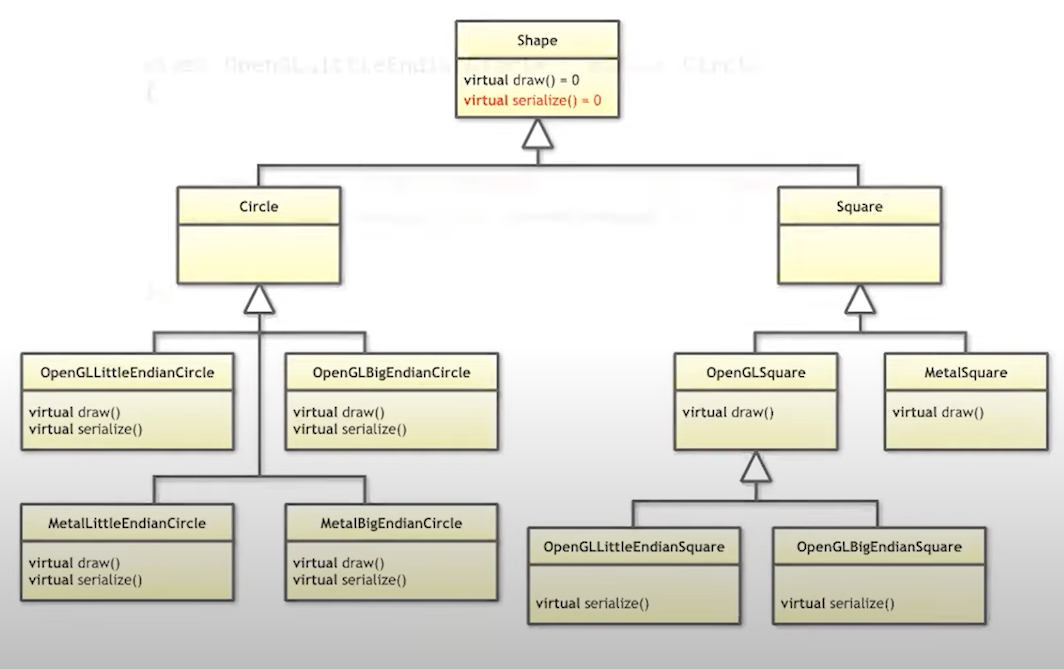 Shape
virtual draw() = 0
virtual serialize() = 0
Circle
Square
OpenGLLittleEndianCircle
virtual draw()
virtual serialize()
OpenGLBigEndianCircle
virtual draw()
virtual serialize()
OpenGLSquare
virtual draw()
MetalSquare
virtual draw()
MetalLittleEndianCircle
virtual draw()
virtual serialize()
MetalBigEndianCircle
virtual draw()
virtual serialize()
OpenGLLittleEndianSquare
virtual serialize()
OpenGLBigEndianSquare
virtual serialize()